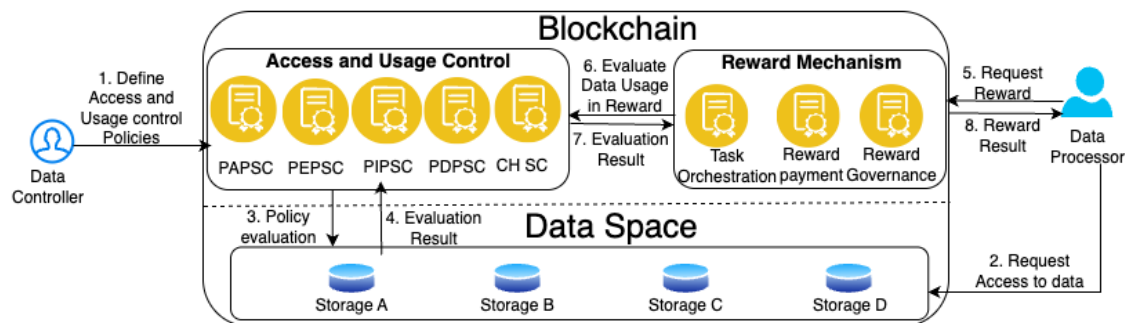 Blockchain
Access and Usage Control
PAPSC
PEPSC
PIPSC
PDPSC
CH SC
1. Define
Access and
Usage control
Policies
Data
Controller
6. Evaluate
Data Usage
in Reward
7. Evaluation
Result
Reward Mechanism
Task
Orchestration
Reward
payment
Reward
Governance
5. Request
Reward
8. Reward
Result
Data
Processor
3. Policy
evaluation
4. Evaluation
Result
Data Space
2. Request
Access to data
Storage A
Storage B
Storage C
Storage D